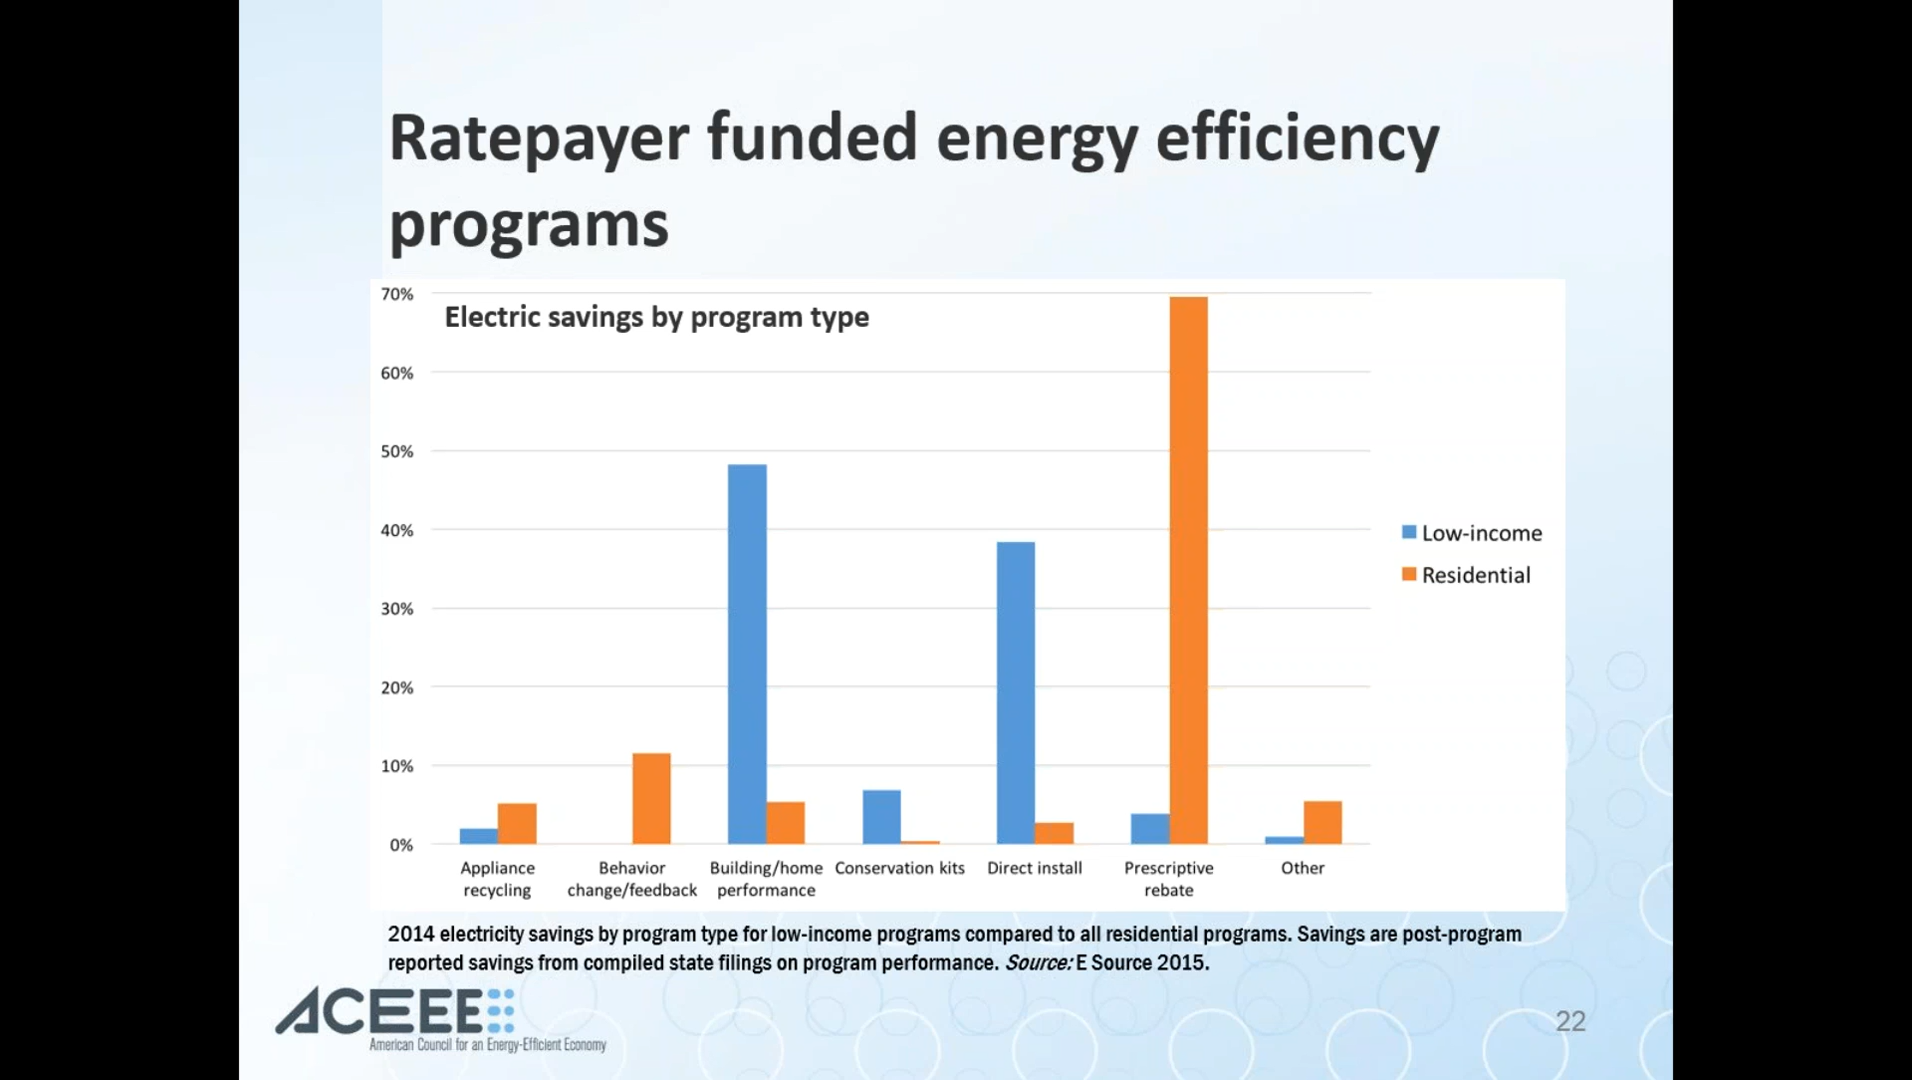 Ratepayer funded energy efficiency
programs
Electric savings by program type
70%
60%
50%
40%
30%
20%
10%
0%
Low-income
Residential
Appliance
recycling
Behavior
change/feedback
Building/home
performance
Conservation kits
Direct install
Prescriptive
rebate
Other
2014 electricity savings by program type for low-income programs compared to all residential programs. Savings are post-program
reported savings from compiled state filings on program performance. Source: E Source 2015.
ACEEE
American Council for an Energy-Efficient Economy
22